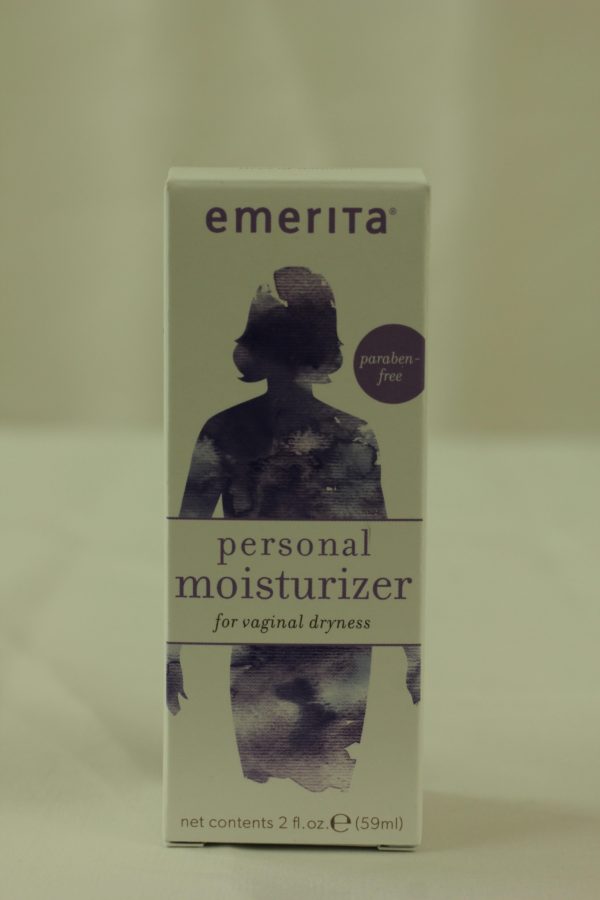 emerita®
paraben-
free
personal
moisturizer
for vaginal dryness
net contents 2 fl.oz.℮(59ml)